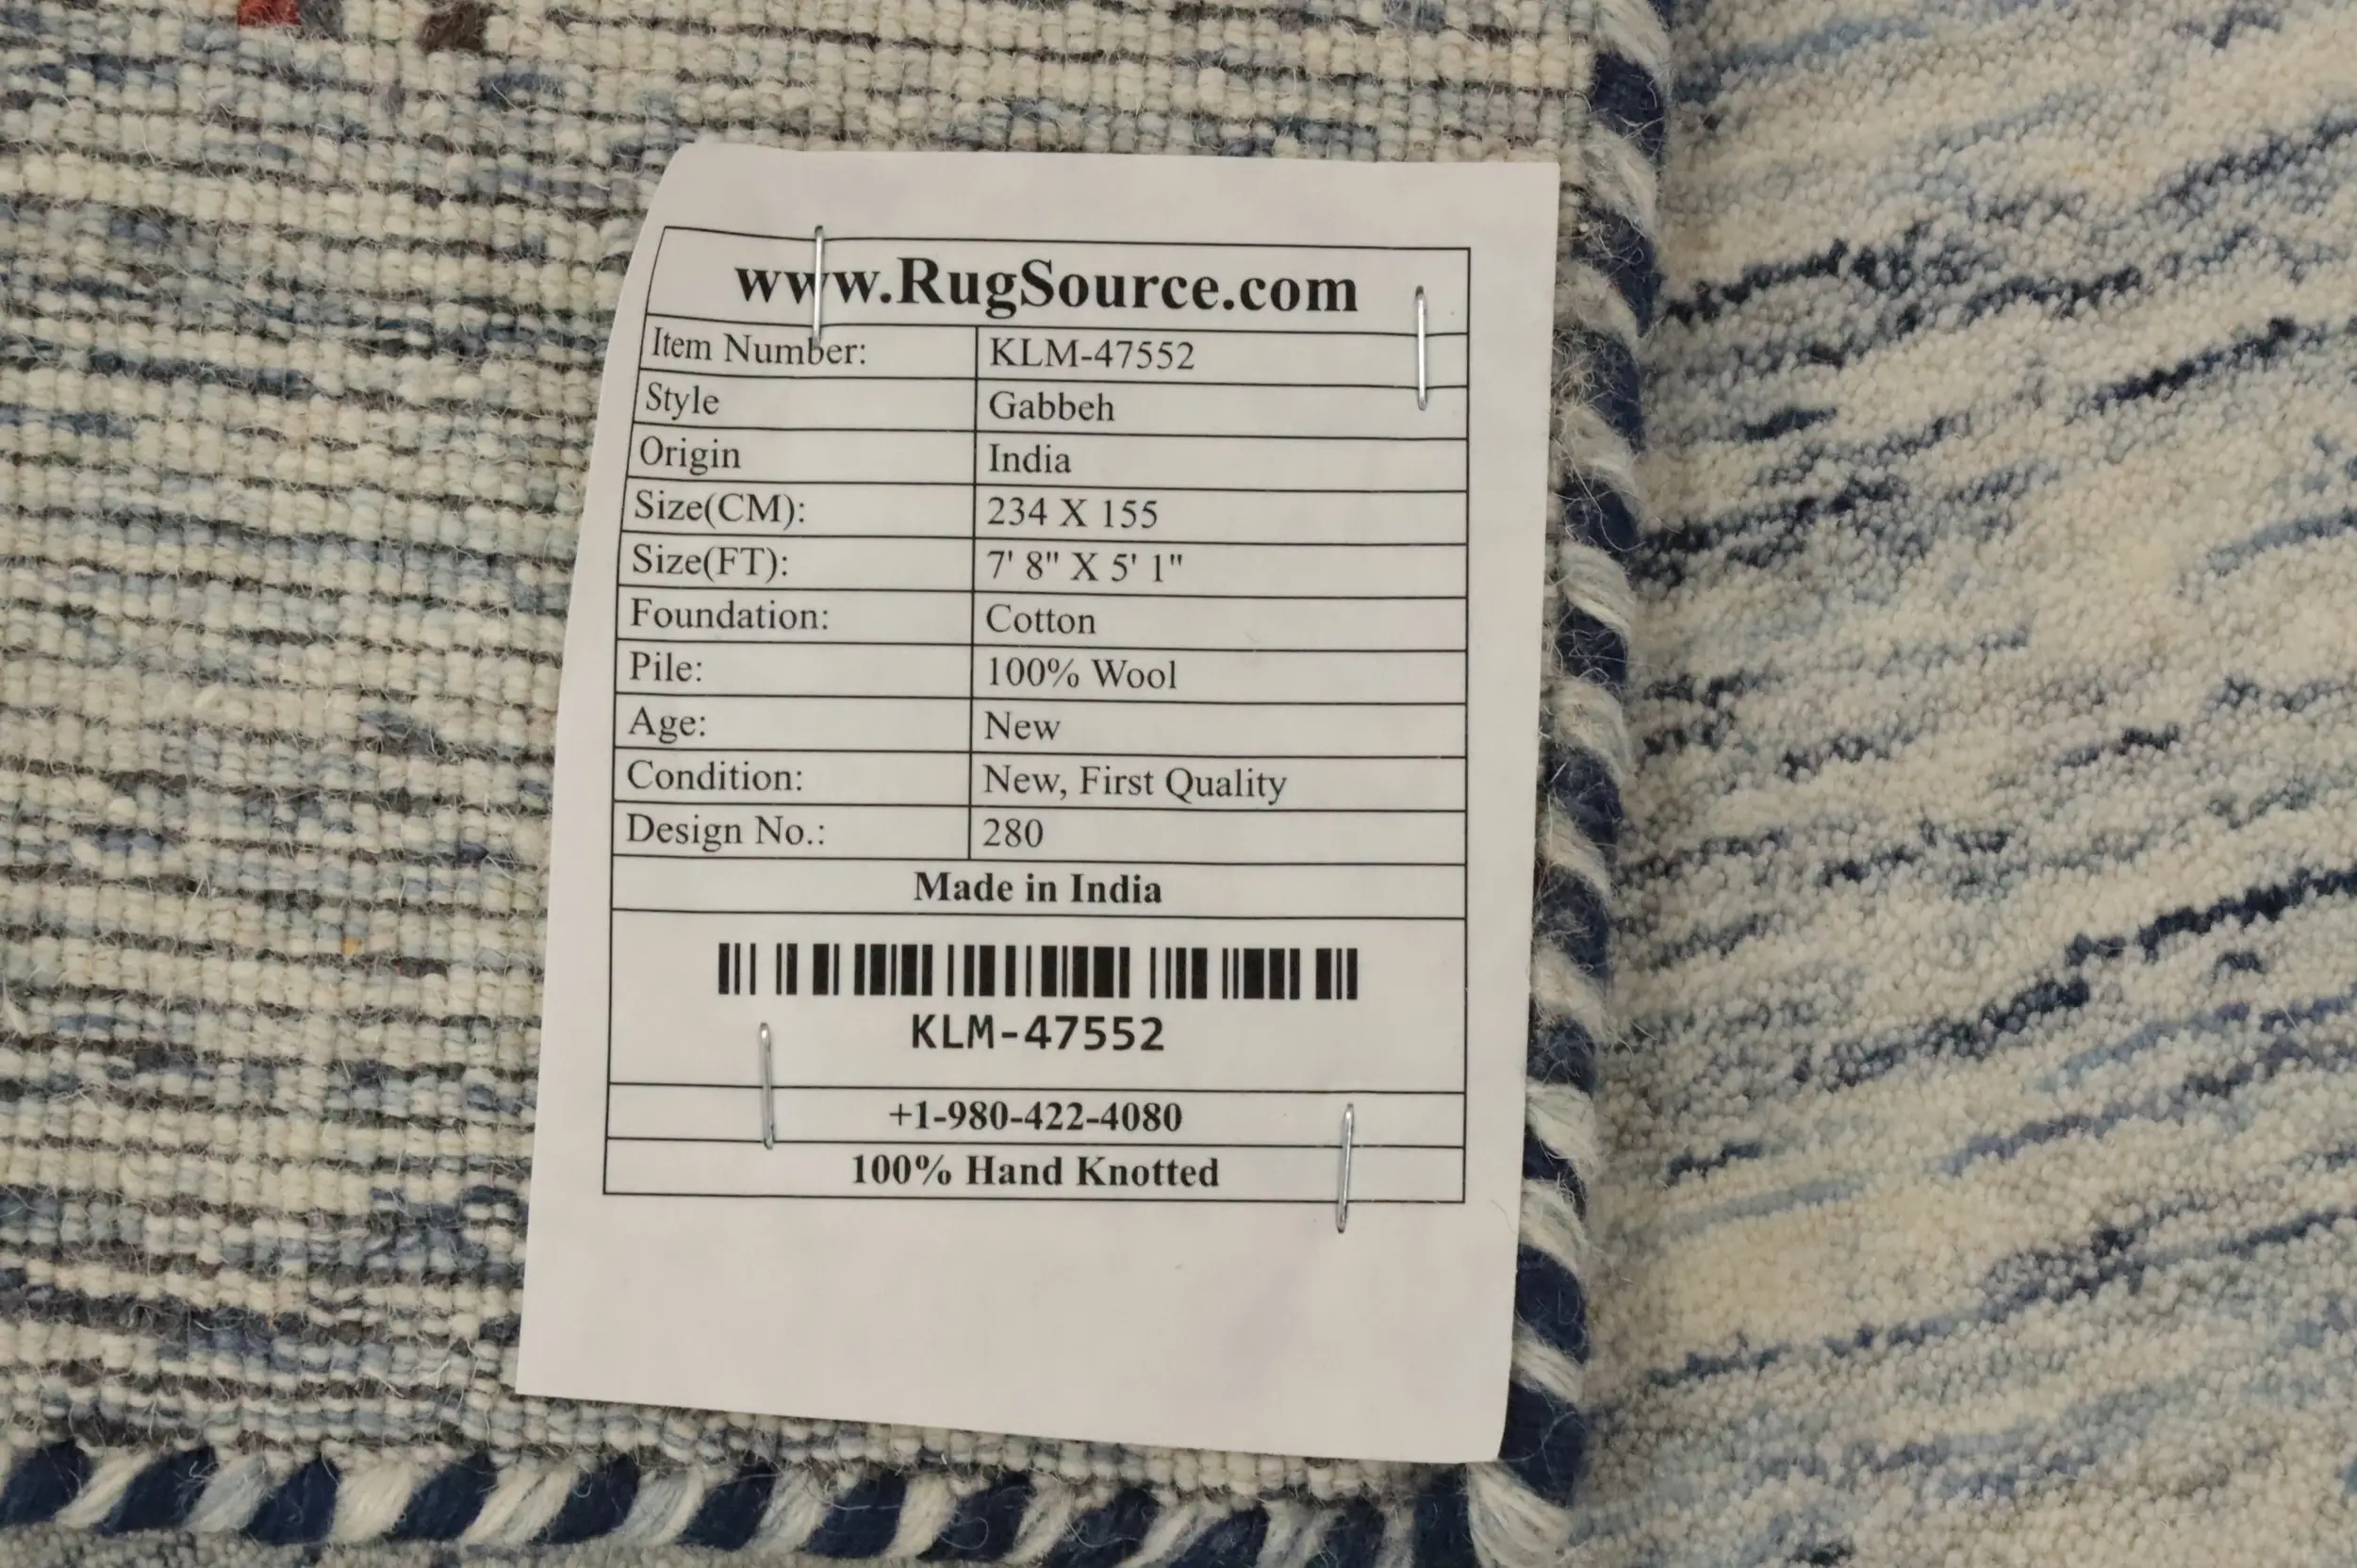 www.RugSource.com
Item Number: KLM-47552
Style Gabbeh
Origin India
Size(CM): 234 X 155
Size(FT): 7' 8" X 5' 1"
Foundation: Cotton
Pile: 100% Wool
Age: New
Condition: New, First Quality
Design No.: 280
Made in India
KLM-47552
+1-980-422-4080
100% Hand Knotted